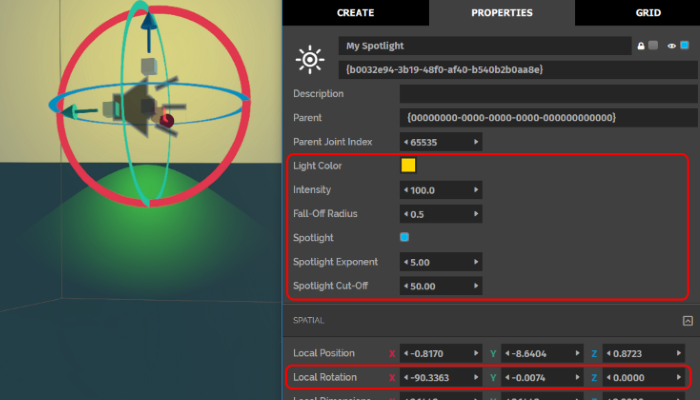 CREATE PROPERTIES GRID
My Spotlight
{b0032e94-3b19-48f0-af40-b540b2b0aa8e}
Description
Parent {00000000-0000-0000-0000-000000000000}
Parent Joint Index 65535
Light Color
Intensity 100.0
Fall-Off Radius 0.5
Spotlight
Spotlight Exponent 5.00
Spotlight Cut-Off 50.00
SPATIAL
Local Position X -0.8170 Y -8.6404 Z 0.8723
Local Rotation X -90.3363 Y -0.0074 Z 0.0000